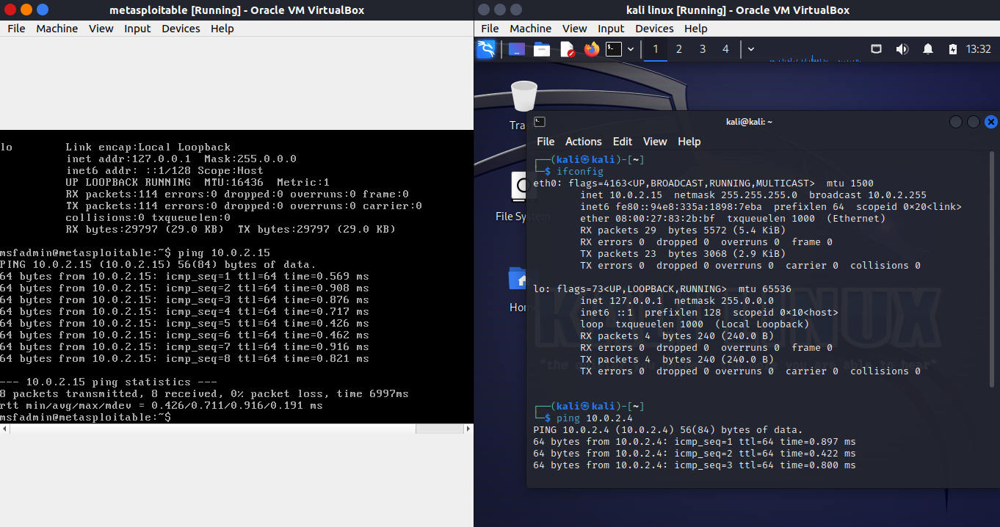 metasploitable [Running] - Oracle VM VirtualBox
File Machine View Input Devices Help
lo Link encap:Local Loopback
inet addr:127.0.0.1 Mask:255.0.0.0
inet6 addr: ::1/128 Scope:Host
UP LOOPBACK RUNNING MTU:16436 Metric:1
RX packets:114 errors:0 dropped:0 overruns:0 frame:0
TX packets:114 errors:0 dropped:0 overruns:0 carrier:0
collisions:0 txqueuelen:0
RX bytes:29797 (29.0 KB) TX bytes:29797 (29.0 KB)
msfadmin@metasploitable:~$ ping 10.0.2.15
PING 10.0.2.15 (10.0.2.15) 56(84) bytes of data.
64 bytes from 10.0.2.15: icmp_seq=1 ttl=64 time=0.569 ms
64 bytes from 10.0.2.15: icmp_seq=2 ttl=64 time=0.908 ms
64 bytes from 10.0.2.15: icmp_seq=3 ttl=64 time=0.876 ms
64 bytes from 10.0.2.15: icmp_seq=4 ttl=64 time=0.717 ms
64 bytes from 10.0.2.15: icmp_seq=5 ttl=64 time=0.426 ms
64 bytes from 10.0.2.15: icmp_seq=6 ttl=64 time=0.462 ms
64 bytes from 10.0.2.15: icmp_seq=7 ttl=64 time=0.916 ms
64 bytes from 10.0.2.15: icmp_seq=8 ttl=64 time=0.821 ms
--- 10.0.2.15 ping statistics ---
8 packets transmitted, 8 received, 0% packet loss, time 6997ms
rtt min/avg/max/mdev = 0.426/0.711/0.916/0.191 ms
msfadmin@metasploitable:~$
kali linux [Running] - Oracle VM VirtualBox
File Machine View Input Devices Help
1 2 3 4 13:32
Tra
File System
Hom
kali@kali: ~
File Actions Edit View Help
┌──(kali㉿kali)-[~]
└─$ ifconfig
eth0: flags=4163<UP,BROADCAST,RUNNING,MULTICAST> mtu 1500
inet 10.0.2.15 netmask 255.255.255.0 broadcast 10.0.2.255
inet6 fe80::94e8:335a:1898:7eba prefixlen 64 scopeid 0×20<link>
ether 08:00:27:83:2b:bf txqueuelen 1000 (Ethernet)
RX packets 29 bytes 5572 (5.4 KiB)
RX errors 0 dropped 0 overruns 0 frame 0
TX packets 23 bytes 3068 (2.9 KiB)
TX errors 0 dropped 0 overruns 0 carrier 0 collisions 0
lo: flags=73<UP,LOOPBACK,RUNNING> mtu 65536
inet 127.0.0.1 netmask 255.0.0.0
inet6 ::1 prefixlen 128 scopeid 0×10<host>
loop txqueuelen 1000 (Local Loopback)
RX packets 4 bytes 240 (240.0 B)
RX errors 0 dropped 0 overruns 0 frame 0
TX packets 4 bytes 240 (240.0 B)
TX errors 0 dropped 0 overruns 0 carrier 0 collisions 0
┌──(kali㉿kali)-[~]
└─$ ping 10.0.2.4
PING 10.0.2.4 (10.0.2.4) 56(84) bytes of data.
64 bytes from 10.0.2.4: icmp_seq=1 ttl=64 time=0.897 ms
64 bytes from 10.0.2.4: icmp_seq=2 ttl=64 time=0.422 ms
64 bytes from 10.0.2.4: icmp_seq=3 ttl=64 time=0.800 ms